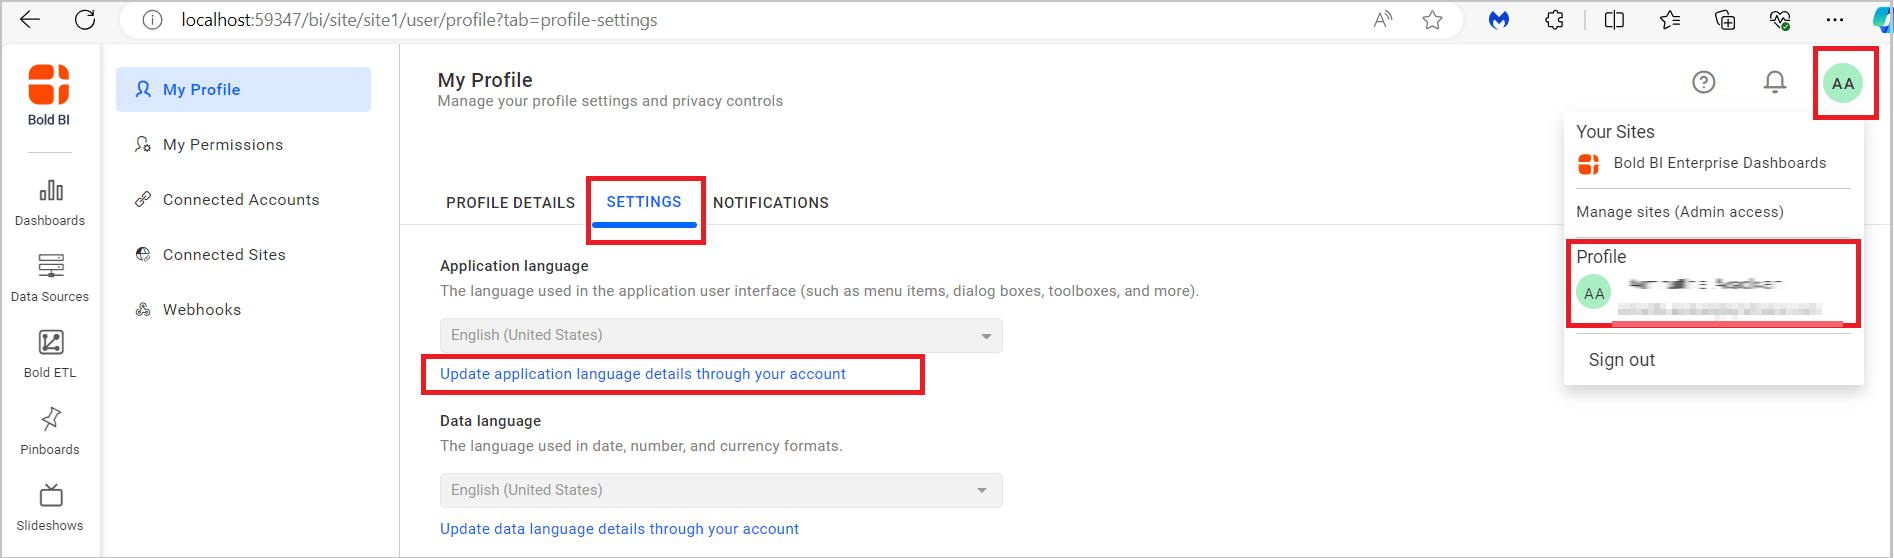 localhost:59347/bi/site/site1/user/profile?tab=profile-settings
Bold BI
Dashboards
Data Sources
Bold ETL
Pinboards
Slideshows
My Profile
My Permissions
Connected Accounts
Connected Sites
Webhooks
My Profile
Manage your profile settings and privacy controls
PROFILE DETAILS
SETTINGS
NOTIFICATIONS
Application language
The language used in the application user interface (such as menu items, dialog boxes, toolboxes, and more).
English (United States)
Update application language details through your account
Data language
The language used in date, number, and currency formats.
English (United States)
Update data language details through your account
AA
Your Sites
Bold BI Enterprise Dashboards
Manage sites (Admin access)
Profile
AA
Sign out